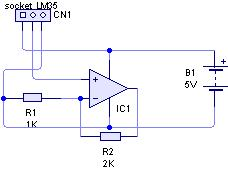 socket LM35
CN1
+
+
-
B1
5V
IC1
R1
1K
R2
2K